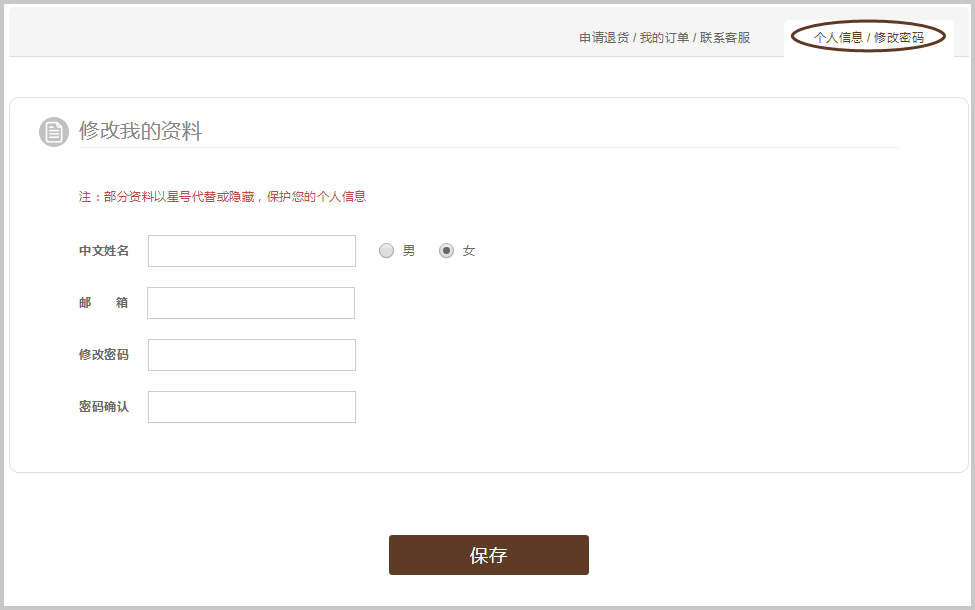 申请退货 / 我的订单 / 联系客服
个人信息 / 修改密码
修改我的资料
注：部分资料以星号代替或隐藏，保护您的个人信息
中文姓名 男 女
邮 箱
修改密码
密码确认
保存